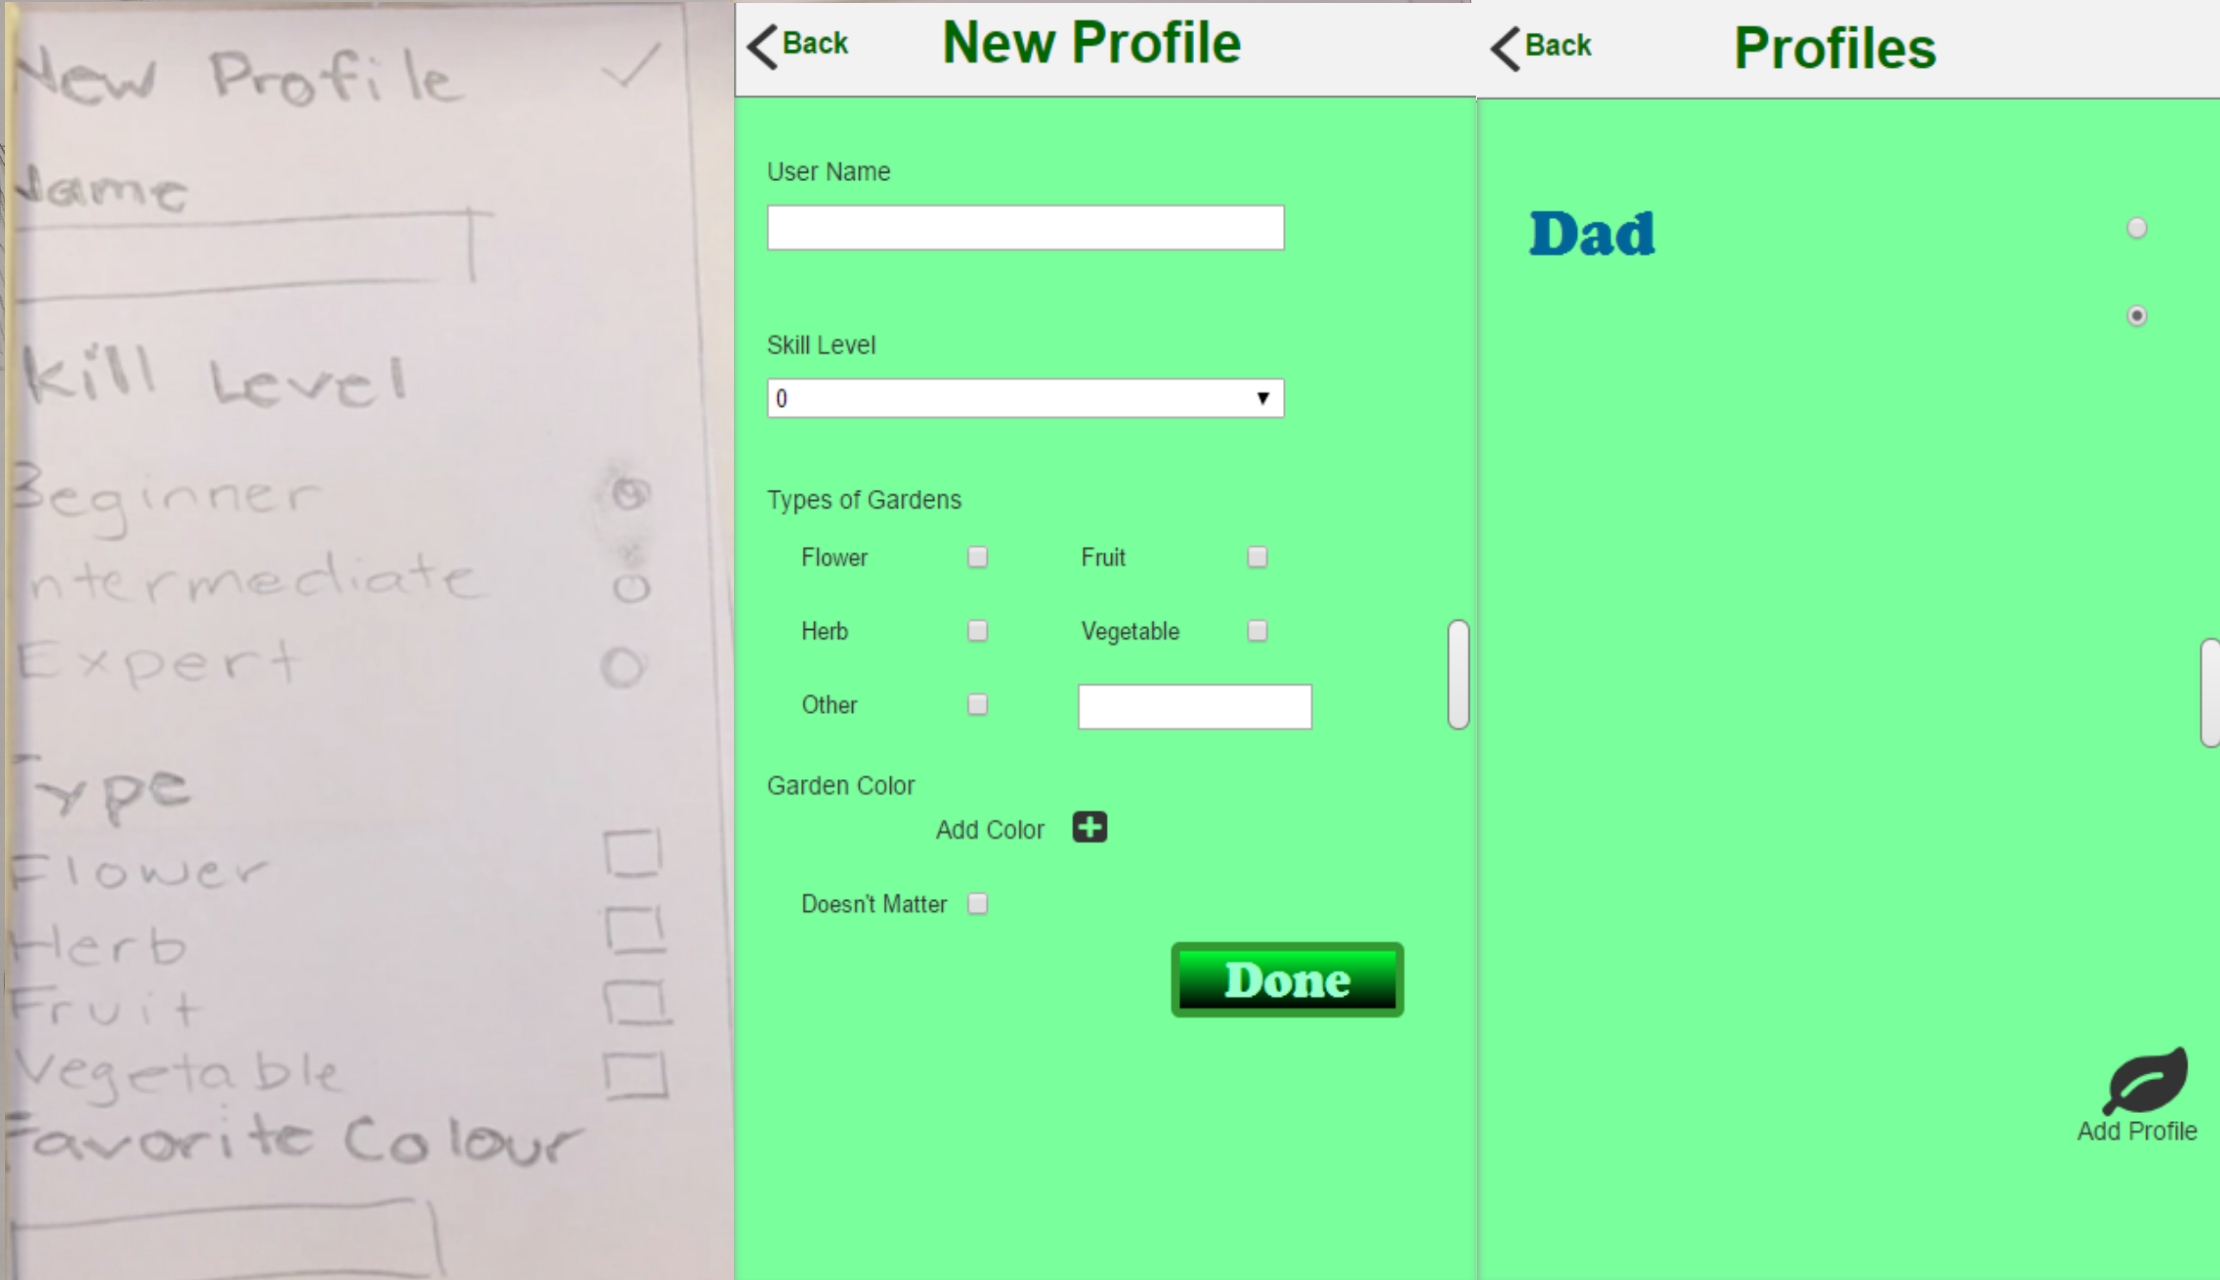 New Profile
Name
kill Level
Beginner
ntermediate
Expert
Type
Flower
Herb
Fruit
Vegetable
Favorite Colour
Back
New Profile
User Name
Skill Level
0
Types of Gardens
Flower Fruit
Herb Vegetable
Other
Garden Color
Add Color
Doesn't Matter
Done
Back
Profiles
Dad
Add Profile